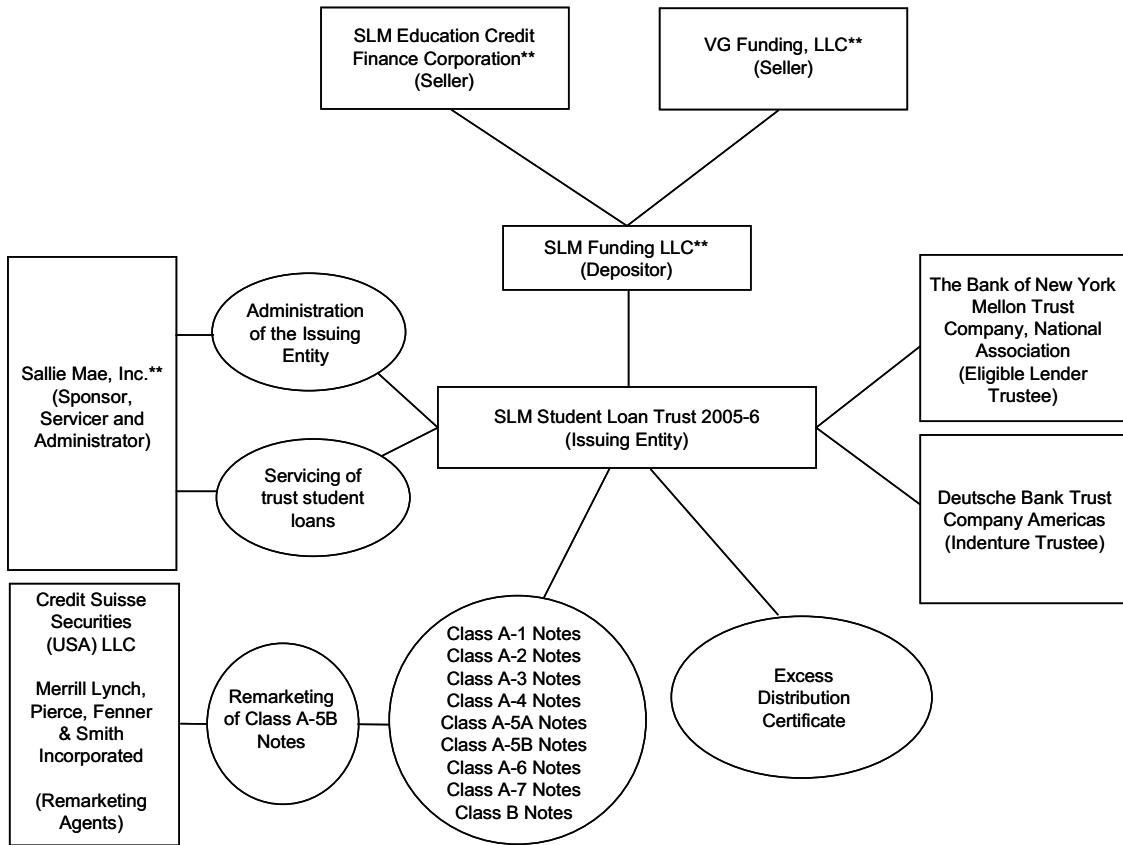 SLM Education Credit
Finance Corporation**
(Seller)
VG Funding, LLC**
(Seller)
SLM Funding LLC**
(Depositor)
Sallie Mae, Inc.**
(Sponsor,
Servicer and
Administrator)
Administration
of the Issuing
Entity
Servicing of
trust student
loans
SLM Student Loan Trust 2005-6
(Issuing Entity)
The Bank of New York
Mellon Trust
Company, National
Association
(Eligible Lender
Trustee)
Deutsche Bank Trust
Company Americas
(Indenture Trustee)
Credit Suisse
Securities
(USA) LLC
Merrill Lynch,
Pierce, Fenner
& Smith
Incorporated
(Remarketing
Agents)
Remarketing
of Class A-5B
Notes
Class A-1 Notes
Class A-2 Notes
Class A-3 Notes
Class A-4 Notes
Class A-5A Notes
Class A-5B Notes
Class A-6 Notes
Class A-7 Notes
Class B Notes
Excess
Distribution
Certificate